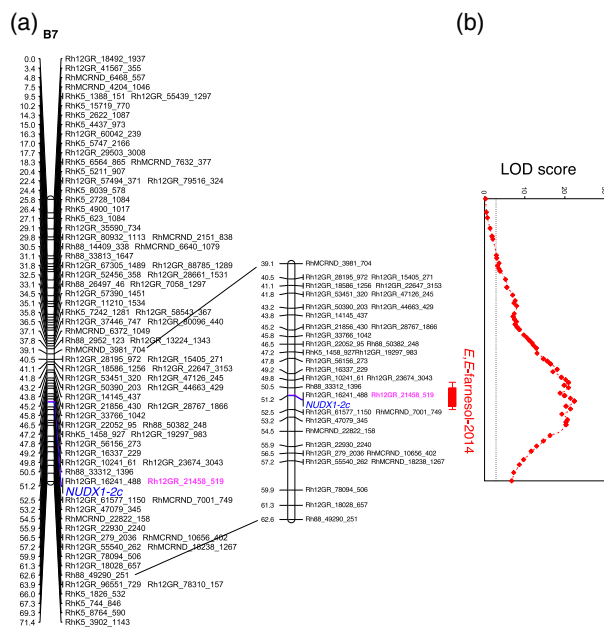 (a)
B7
0.0 Rh12GR_18492_1937
3.4 Rh12GR_41567_355
4.8 RhMCRND_6468_557
7.5 RhMCRND_4204_1046
9.5 RhK5_1388_151 Rh12GR_55439_1297
10.2 RhK5_15719_770
14.3 RhK5_2622_1087
15.0 RhK5_4437_973
16.3 Rh12GR_60042_239
17.0 RhK5_5747_2166
17.7 Rh12GR_29503_3008
18.3 RhK5_6564_865 RhMCRND_7632_377
20.4 RhK5_5211_907
22.4 Rh12GR_57494_371 Rh12GR_79516_324
24.4 RhK5_8039_578
25.8 RhK5_2728_1084
26.4 RhK5_4900_1017
27.1 RhK5_623_1084
29.1 Rh12GR_35590_734
29.8 Rh12GR_80932_1113 RhMCRND_2151_838
30.5 Rh88_14409_338 RhMCRND_6640_1079
31.1 Rh88_33813_1647
31.8 Rh12GR_67305_1489 Rh12GR_88785_1289
32.5 Rh12GR_52456_358 Rh12GR_28661_1531
33.1 Rh88_26497_46 Rh12GR_7058_1297
34.5 Rh12GR_57390_1451
35.1 Rh12GR_11210_1534
35.8 RhK5_7242_1281 Rh12GR_58543_367
36.5 Rh12GR_37446_747 Rh12GR_80096_440
37.1 RhMCRND_6372_1049
37.8 Rh88_2952_123 Rh12GR_13224_1343
39.1 RhMCRND_3981_704
40.5 Rh12GR_28195_972 Rh12GR_15405_271
41.1 Rh12GR_18586_1256 Rh12GR_22647_3153
41.8 Rh12GR_53451_320 Rh12GR_47126_245
43.2 Rh12GR_50390_203 Rh12GR_44663_429
43.8 Rh12GR_14145_437
45.2 Rh12GR_21856_430 Rh12GR_28767_1866
45.8 Rh12GR_33766_1042
46.5 Rh12GR_22052_95 Rh88_50382_248
47.2 RhK5_1458_927 Rh12GR_19297_983
47.8 Rh12GR_56156_273
49.2 Rh12GR_16337_229
49.8 Rh12GR_10241_61 Rh12GR_23674_3043
50.5 Rh88_33312_1396
51.2 Rh12GR_16241_488 Rh12GR_21458_519
NUDX1-2c
52.5 Rh12GR_61577_1150 RhMCRND_7001_749
53.2 Rh12GR_47079_345
54.5 RhMCRND_22822_158
55.9 Rh12GR_22930_2240
56.5 Rh12GR_279_2036 RhMCRND_10656_402
57.2 Rh12GR_55540_262 RhMCRND_18238_1267
59.9 Rh12GR_78094_506
61.3 Rh12GR_18028_657
62.6 Rh88_49290_251
63.9 Rh12GR_96551_729 Rh12GR_78310_157
66.0 RhK5_1826_532
67.3 RhK5_744_846
69.3 RhK5_8764_590
71.4 RhK5_3902_1143
39.1 RhMCRND_3981_704
40.5 Rh12GR_28195_972 Rh12GR_15405_271
41.1 Rh12GR_18586_1256 Rh12GR_22647_3153
41.8 Rh12GR_53451_320 Rh12GR_47126_245
43.2 Rh12GR_50390_203 Rh12GR_44663_429
43.8 Rh12GR_14145_437
45.2 Rh12GR_21856_430 Rh12GR_28767_1866
45.8 Rh12GR_33766_1042
46.5 Rh12GR_22052_95 Rh88_50382_248
47.2 RhK5_1458_927Rh12GR_19297_983
47.8 Rh12GR_56156_273
49.2 Rh12GR_16337_229
49.8 Rh12GR_10241_61 Rh12GR_23674_3043
50.5 Rh88_33312_1396
51.2 Rh12GR_16241_488 Rh12GR_21458_519
NUDX1-2c
52.5 Rh12GR_61577_1150 RhMCRND_7001_749
53.2 Rh12GR_47079_345
54.5 RhMCRND_22822_158
55.9 Rh12GR_22930_2240
56.5 Rh12GR_279_2036 RhMCRND_10656_402
57.2 Rh12GR_55540_262 RhMCRND_18238_1267
59.9 Rh12GR_78094_506
61.3 Rh12GR_18028_657
62.6 Rh88_49290_251
(b)
LOD score
0 10 20 30
E,E-farnesol-2014